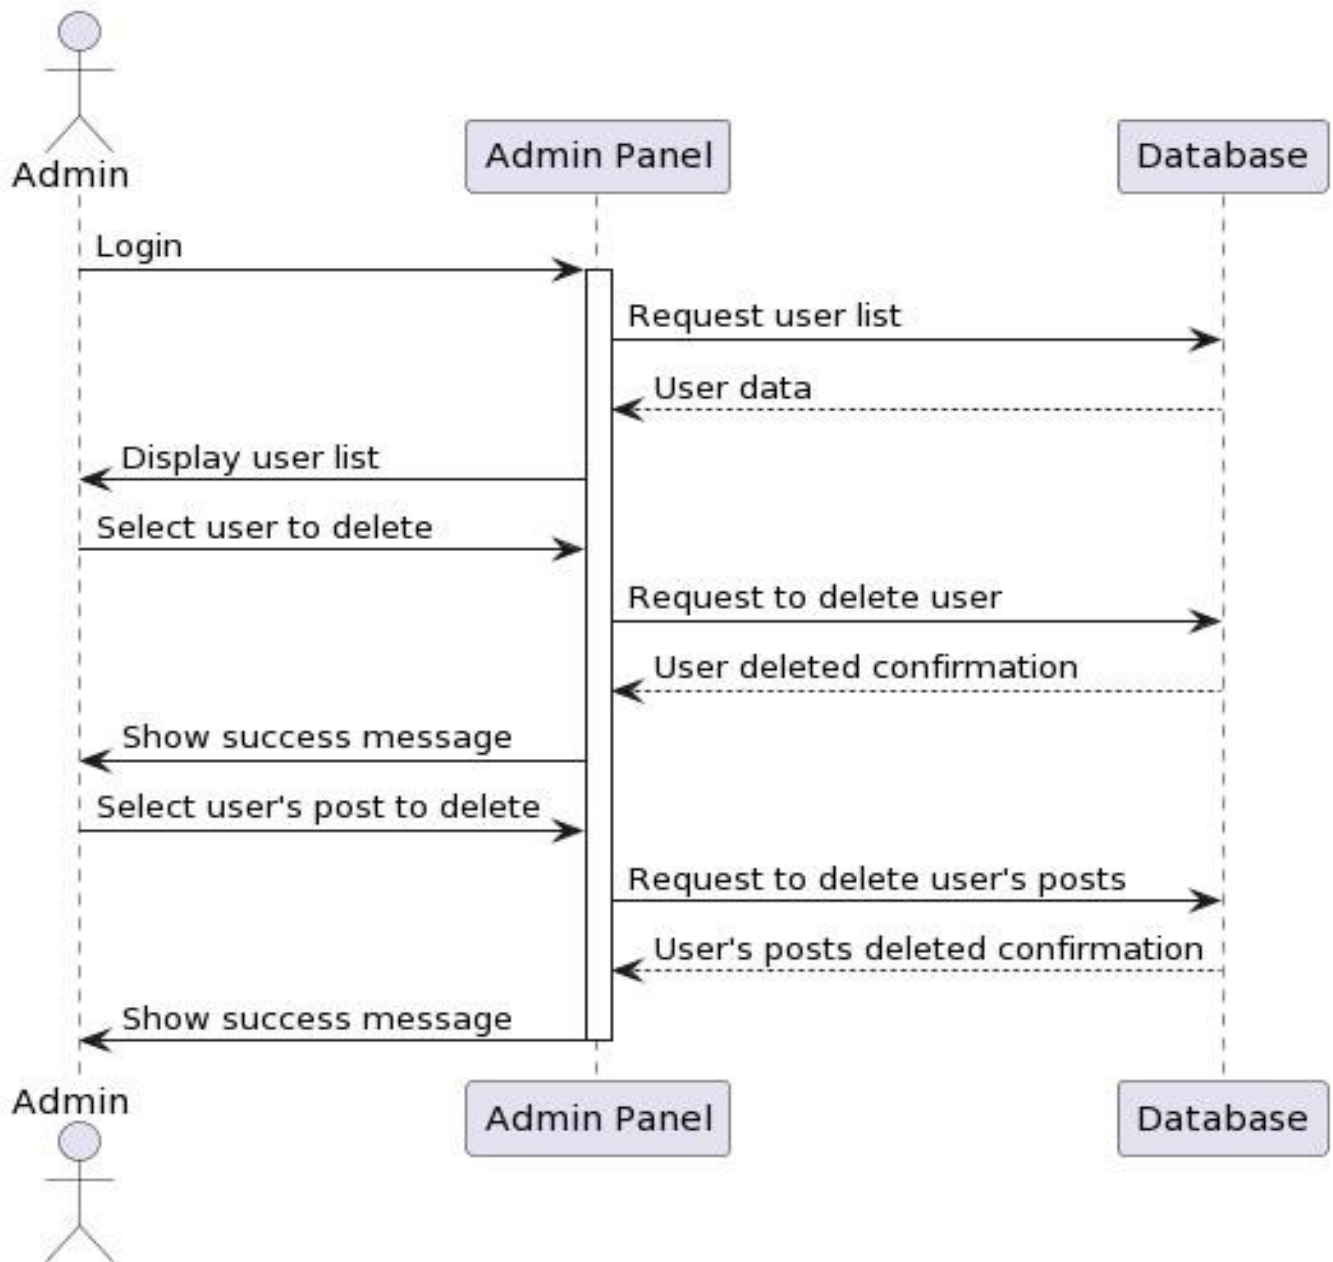 Admin
Admin Panel
Database
Login
Request user list
User data
Display user list
Select user to delete
Request to delete user
User deleted confirmation
Show success message
Select user's post to delete
Request to delete user's posts
User's posts deleted confirmation
Show success message
Admin
Admin Panel
Database